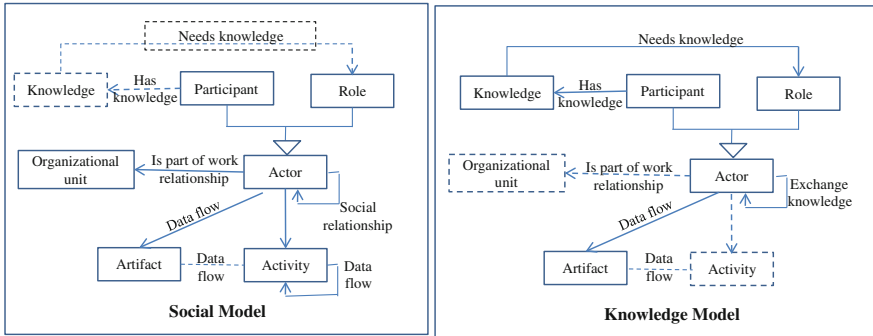 Needs knowledge
Knowledge
Has
knowledge
Participant
Role
Organizational
unit
Is part of work
relationship
Actor
Social
relationship
Data flow
Artifact
Data
flow
Activity
Data
flow
Social Model
Needs knowledge
Knowledge
Has
knowledge
Participant
Role
Organizational
unit
Is part of work
relationship
Actor
Exchange
knowledge
Data flow
Artifact
Data
flow
Activity
Knowledge Model